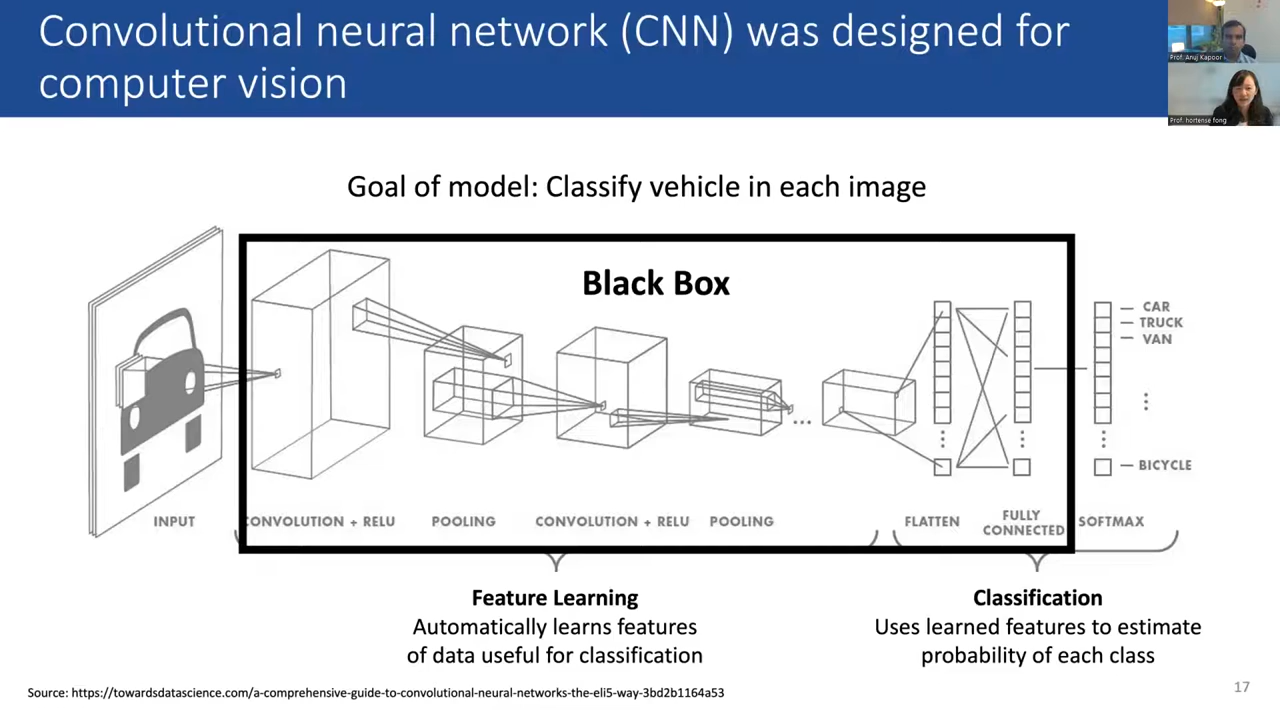 Convolutional neural network (CNN) was designed for
computer vision
Prof. Anuj Kapoor
Prof. hortense fong
Goal of model: Classify vehicle in each image
Black Box
CAR
TRUCK
VAN
BICYCLE
INPUT
CONVOLUTION + RELU
POOLING
CONVOLUTION + RELU
POOLING
FLATTEN
FULLY
CONNECTED
SOFTMAX
Feature Learning
Automatically learns features
of data useful for classification
Classification
Uses learned features to estimate
probability of each class
Source: https://towardsdatascience.com/a-comprehensive-guide-to-convolutional-neural-networks-the-eli5-way-3bd2b1164a53
17